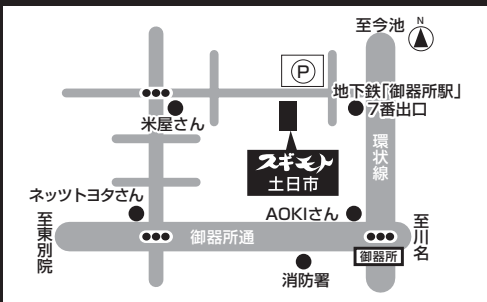 至今池
N
P
地下鉄「御器所駅」
7番出口
米屋さん
スギモト
土日市
環状線
ネッツトヨタさん
AOKIさん
至東別院
御器所通
至川名
御器所
消防署